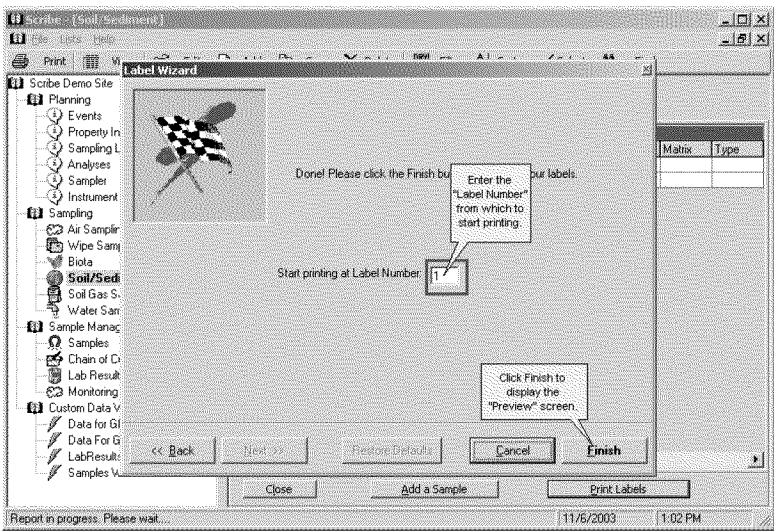 Scribe - [Soil/Sediment]
File Lists Help
Print
Scribe Demo Site
Planning
Events
Property In
Sampling L
Analyses
Sampler
Instrument
Sampling
Air Samplin
Wipe Samp
Biota
Soil/Sedi
Soil Gas S
Water Sam
Sample Manag
Samples
Chain of Cu
Lab Result
Monitoring
Custom Data V
Data for GI
Data For G
LabResults
Samples W
Label Wizard
Done! Please click the Finish bu
our labels.
Enter the
"Label Number"
from which to
start printing.
Start printing at Label Number: 1
Matrix Type
Click Finish to
display the
"Preview" screen.
<< Back Next >> Restore Defaults Cancel Finish
Close Add a Sample Print Labels
Report in progress. Please wait.... 11/6/2003 1:02 PM